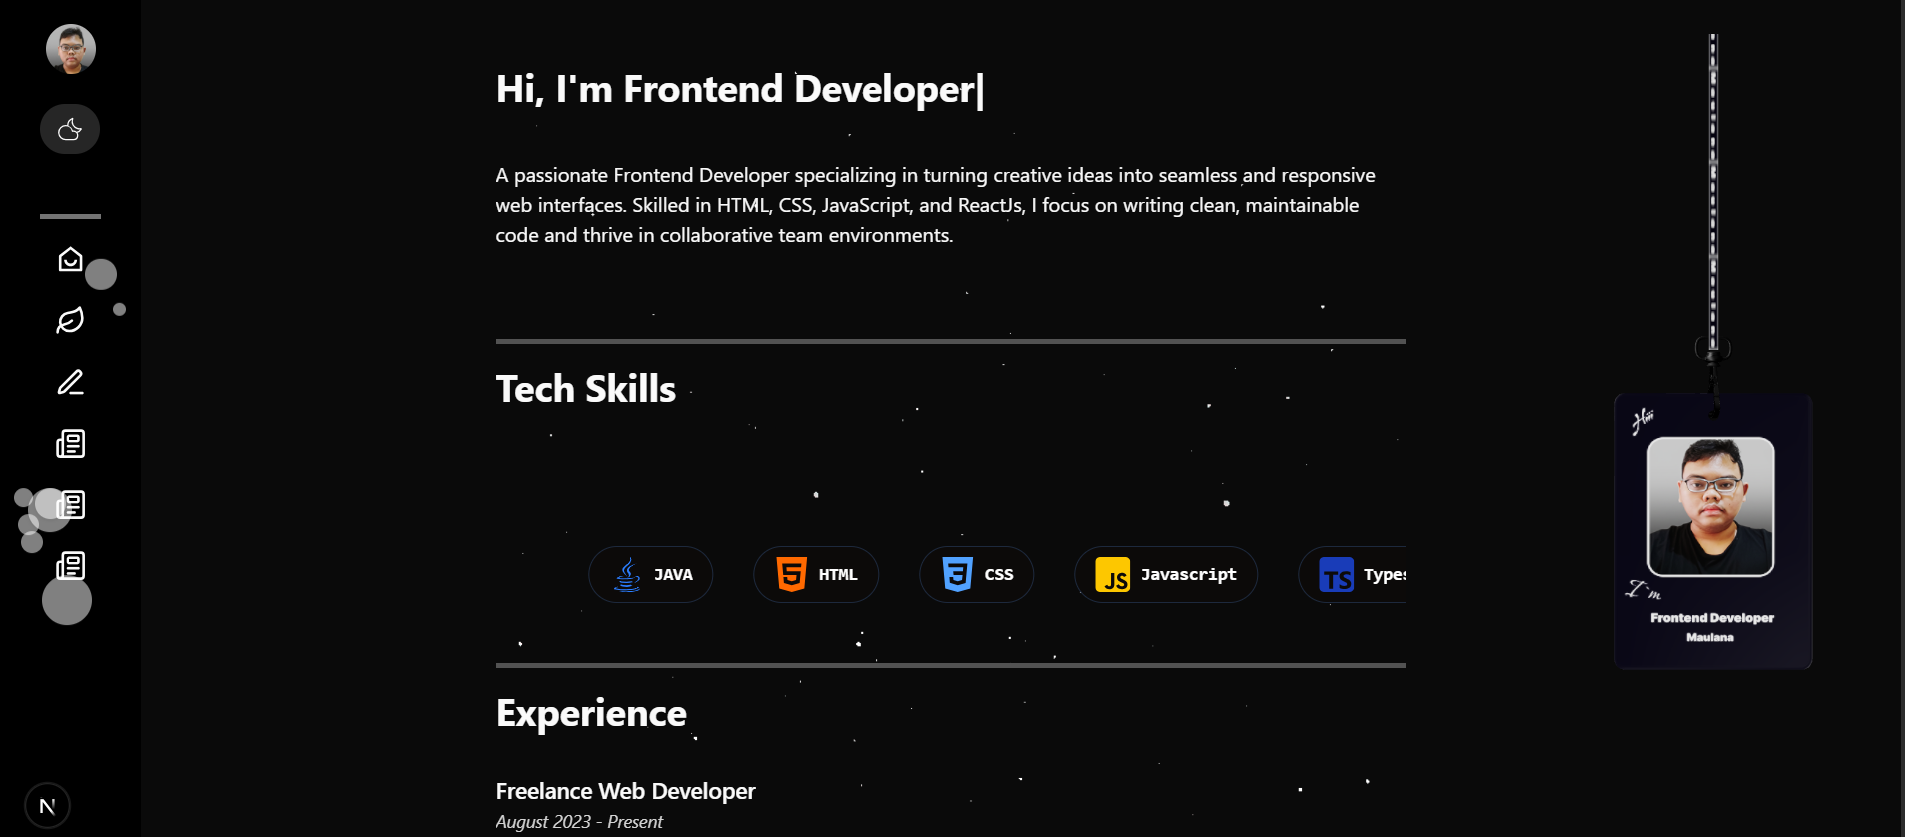 Hi, I'm Frontend Developer|
A passionate Frontend Developer specializing in turning creative ideas into seamless and responsive
web interfaces. Skilled in HTML, CSS, JavaScript, and ReactJs, I focus on writing clean, maintainable
code and thrive in collaborative team environments.
Tech Skills
JAVA
HTML
CSS
JS Javascript
TS Types
Experience
Freelance Web Developer
August 2023 - Present
N
Hiii
I'm
Frontend Developer
Maulana